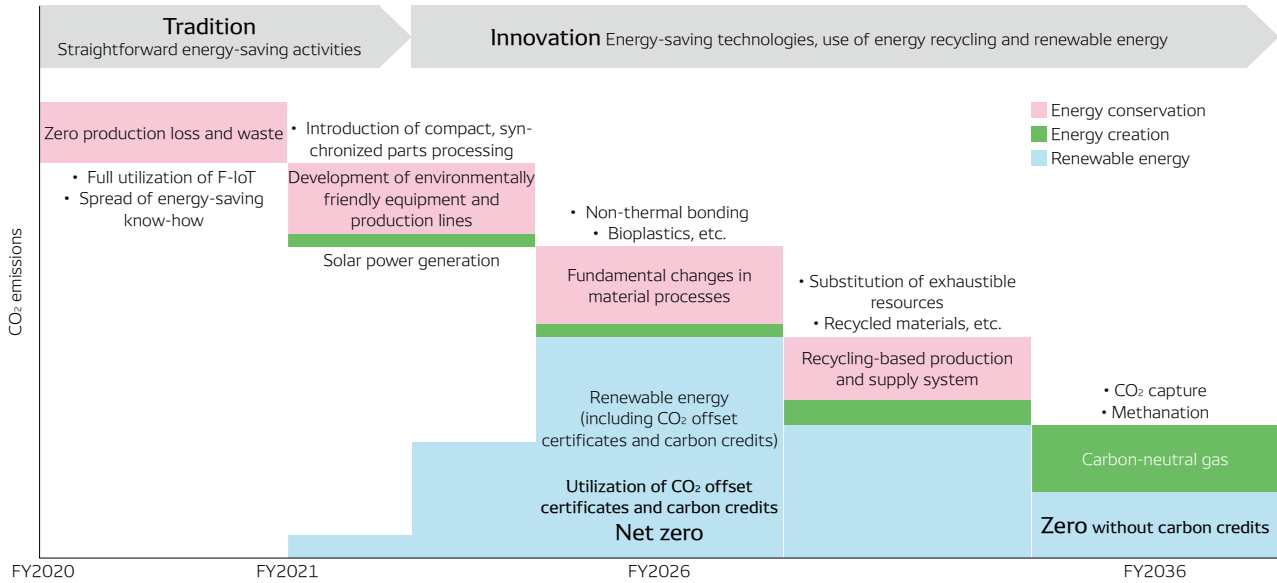 Tradition
Straightforward energy-saving activities
Innovation Energy-saving technologies, use of energy recycling and renewable energy
Energy conservation
Energy creation
Renewable energy
Zero production loss and waste
• Full utilization of F-IoT
• Spread of energy-saving
know-how
• Introduction of compact, syn-
chronized parts processing
Development of environmentally
friendly equipment and
production lines
Solar power generation
• Non-thermal bonding
• Bioplastics, etc.
Fundamental changes in
material processes
Renewable energy
(including CO₂ offset
certificates and carbon credits)
Utilization of CO₂ offset
certificates and carbon credits
Net zero
• Substitution of exhaustible
resources
• Recycled materials, etc.
Recycling-based production
and supply system
• CO₂ capture
• Methanation
Carbon-neutral gas
Zero without carbon credits
CO₂ emissions
FY2020
FY2021
FY2026
FY2036